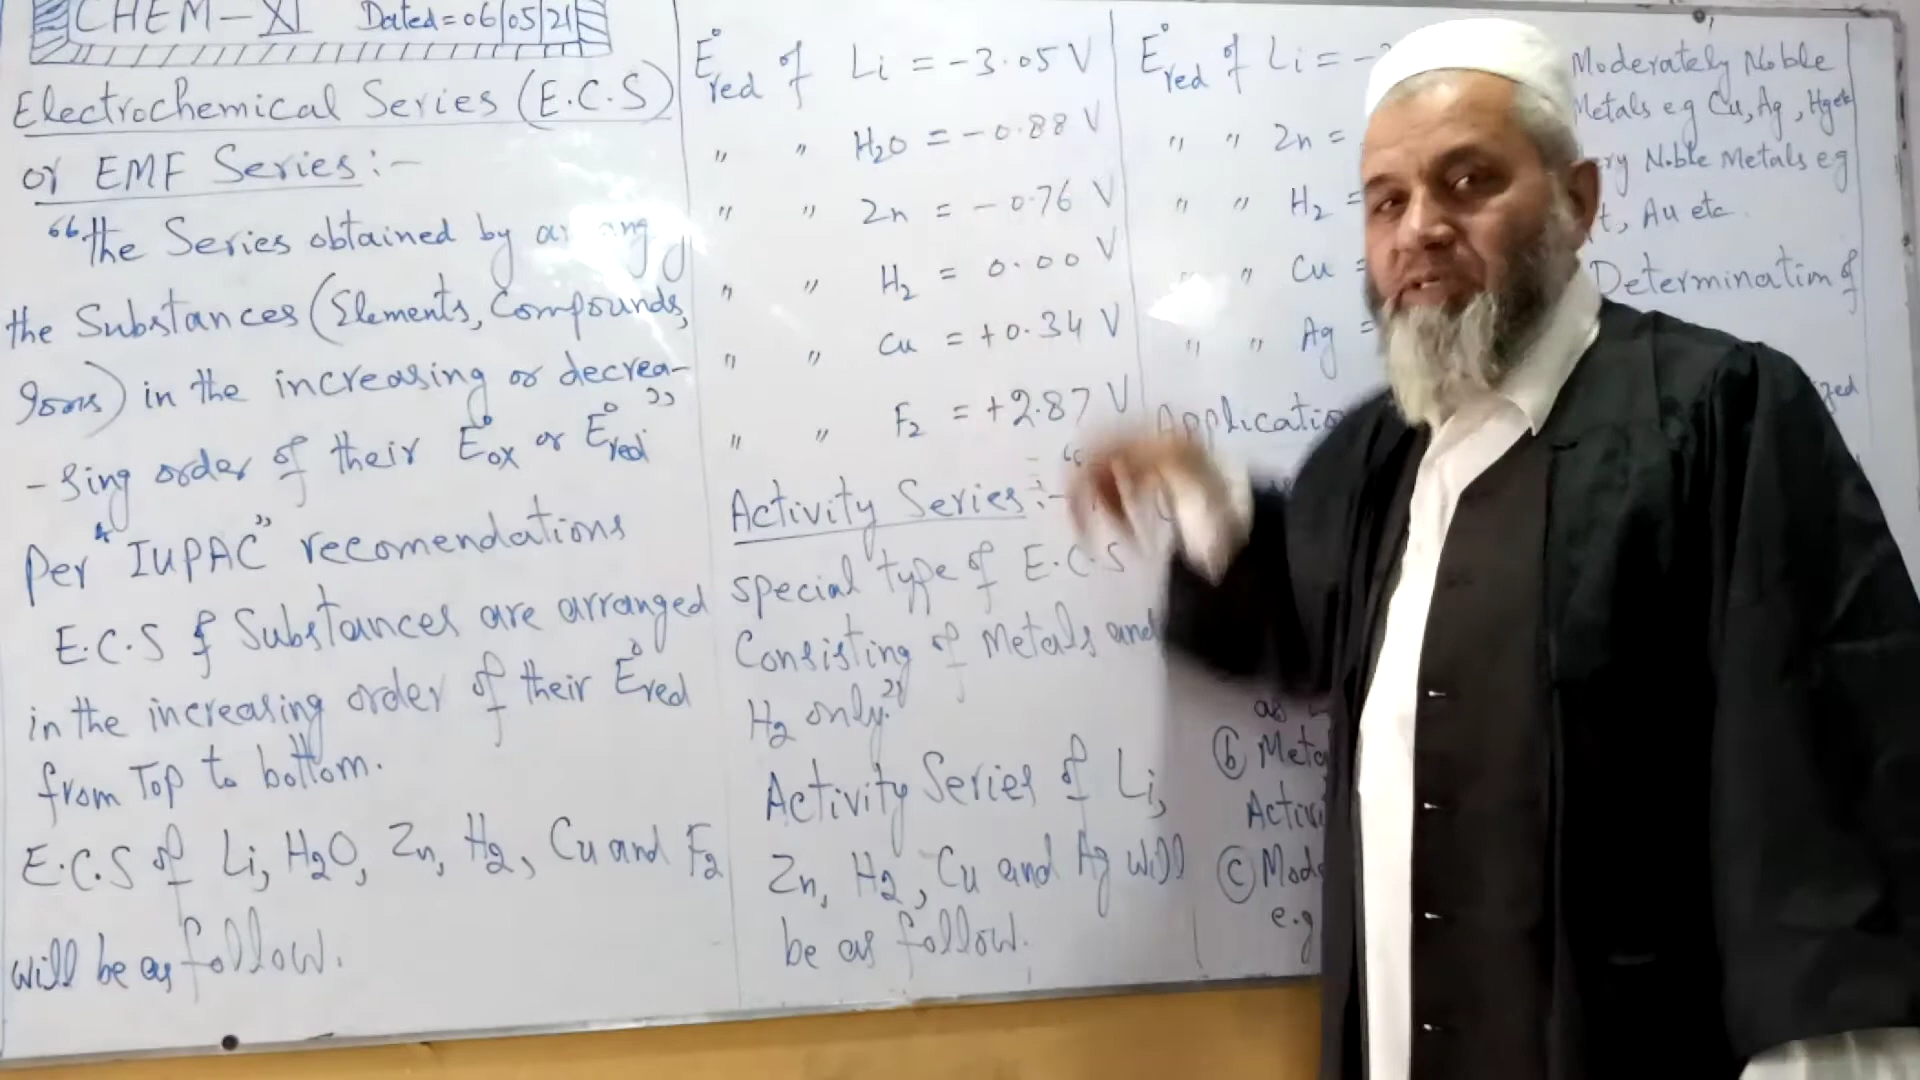 CHEM-XI Dated=06/05/21
Electrochemical Series (E.C.S)
or EMF Series:-
"the Series obtained by
the Substances (Elements, Compounds,
Ions) in the increasing or decrea-
-sing order of their E°ox or E°red"
Per "IUPAC" recomendations
E.C.S of Substances are arranged
in the increasing order of their E°red
from Top to bottom.
E.C.S of Li, H2O, Zn, H2, Cu and F2
will be as follow.
E°red of Li = -3.05 V
" " H2O = -0.88 V
" " Zn = -0.76 V
" " H2 = 0.00 V
" " Cu = +0.34 V
" " F2 = +2.87 V
Activity Series:-
special type of E.C.S
Consisting of Metals and
H2 only."
Activity Series of Li,
Zn, H2, Cu and Ag will
be as follow.
E°red of Li = -
" " Zn =
" " H2 =
" " Cu =
" " Ag =
as
(b)
(c)
e.g
Moderately Noble
Metals eg Cu, Ag, Hg etc
Noble Metals eg
Au etc
Determination of